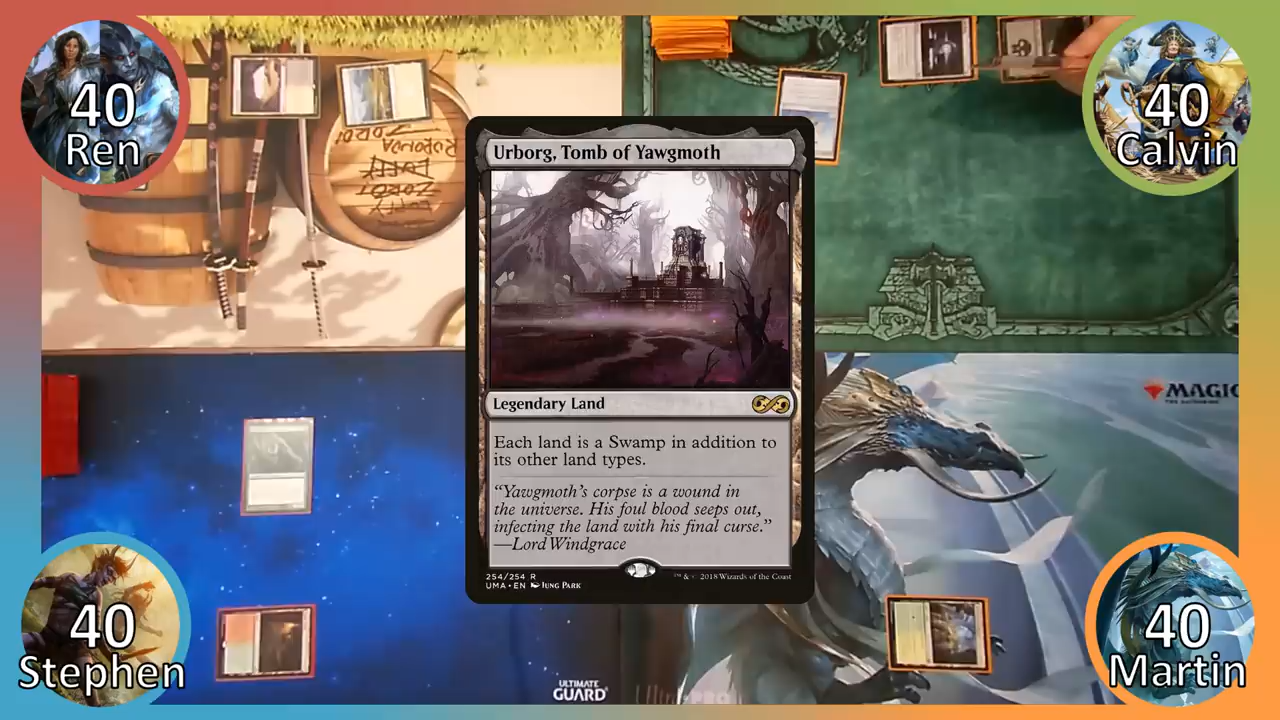 40
Ren
40
Calvin
Urborg, Tomb of Yawgmoth
Legendary Land
Each land is a Swamp in addition to
its other land types.
“Yawgmoth’s corpse is a wound in
the universe. His foul blood seeps out,
infecting the land with his final curse.”
—Lord Windgrace
254/254 R
UMA • EN Jung Park
™ & © 2018 Wizards of the Coast
MAGIC
THE GATHERING
40
Stephen
40
Martin
ULTIMATE
GUARD